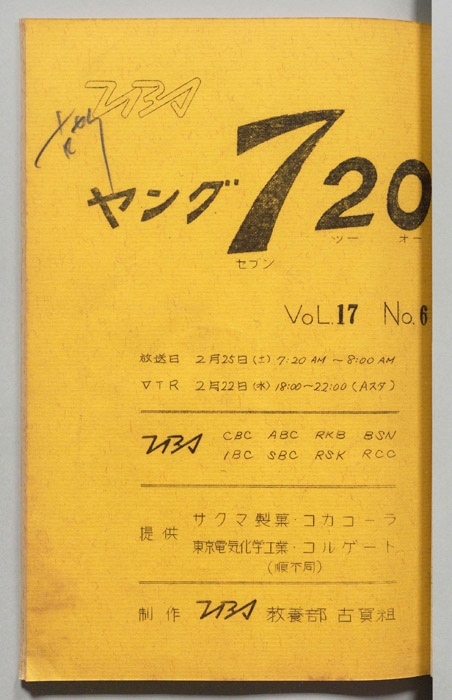 TBS
ヤング720
セブン ツー オー
VOL.17 No.6
放送日 2月25日(土) 7:20 AM ～ 8:00 AM
VTR 2月22日(水) 18:00～22:00 (Aスタ)
TBS CBC ABC RKB BSN
IBC SBC RSK RCC
提供 サクマ製菓・コカコーラ
東京電気化学工業・コルゲート
(順不同)
制作 TBS 教養部 古賀組